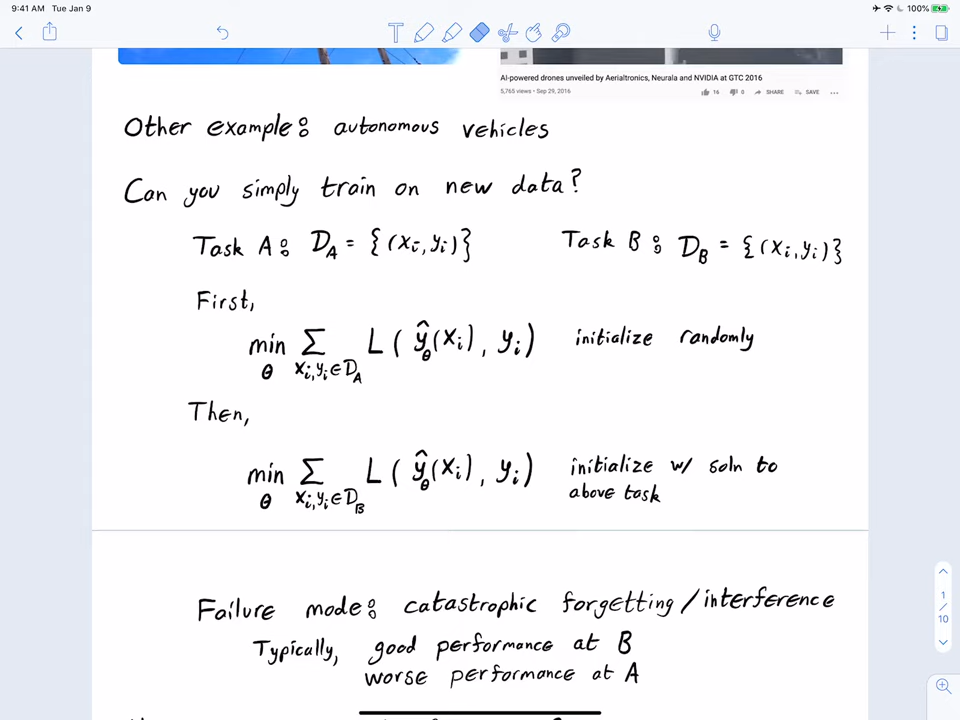 9:41 AM Tue Jan 9
100%
AI-powered drones unveiled by Aerialtronics, Neurala and NVIDIA at GTC 2016
5,765 views • Sep 29, 2016
16 0 SHARE SAVE ...
Other example: autonomous vehicles
Can you simply train on new data?
Task A: D_A = {(x_i, y_i)} Task B: D_B = {(x_i, y_i)}
First,
min_θ Σ_{x_i, y_i ∈ D_A} L(ŷ_θ(x_i), y_i) initialize randomly
Then,
min_θ Σ_{x_i, y_i ∈ D_B} L(ŷ_θ(x_i), y_i) initialize w/ soln to
above task
Failure mode: catastrophic forgetting/interference
Typically, good performance at B
worse performance at A
1
/
10